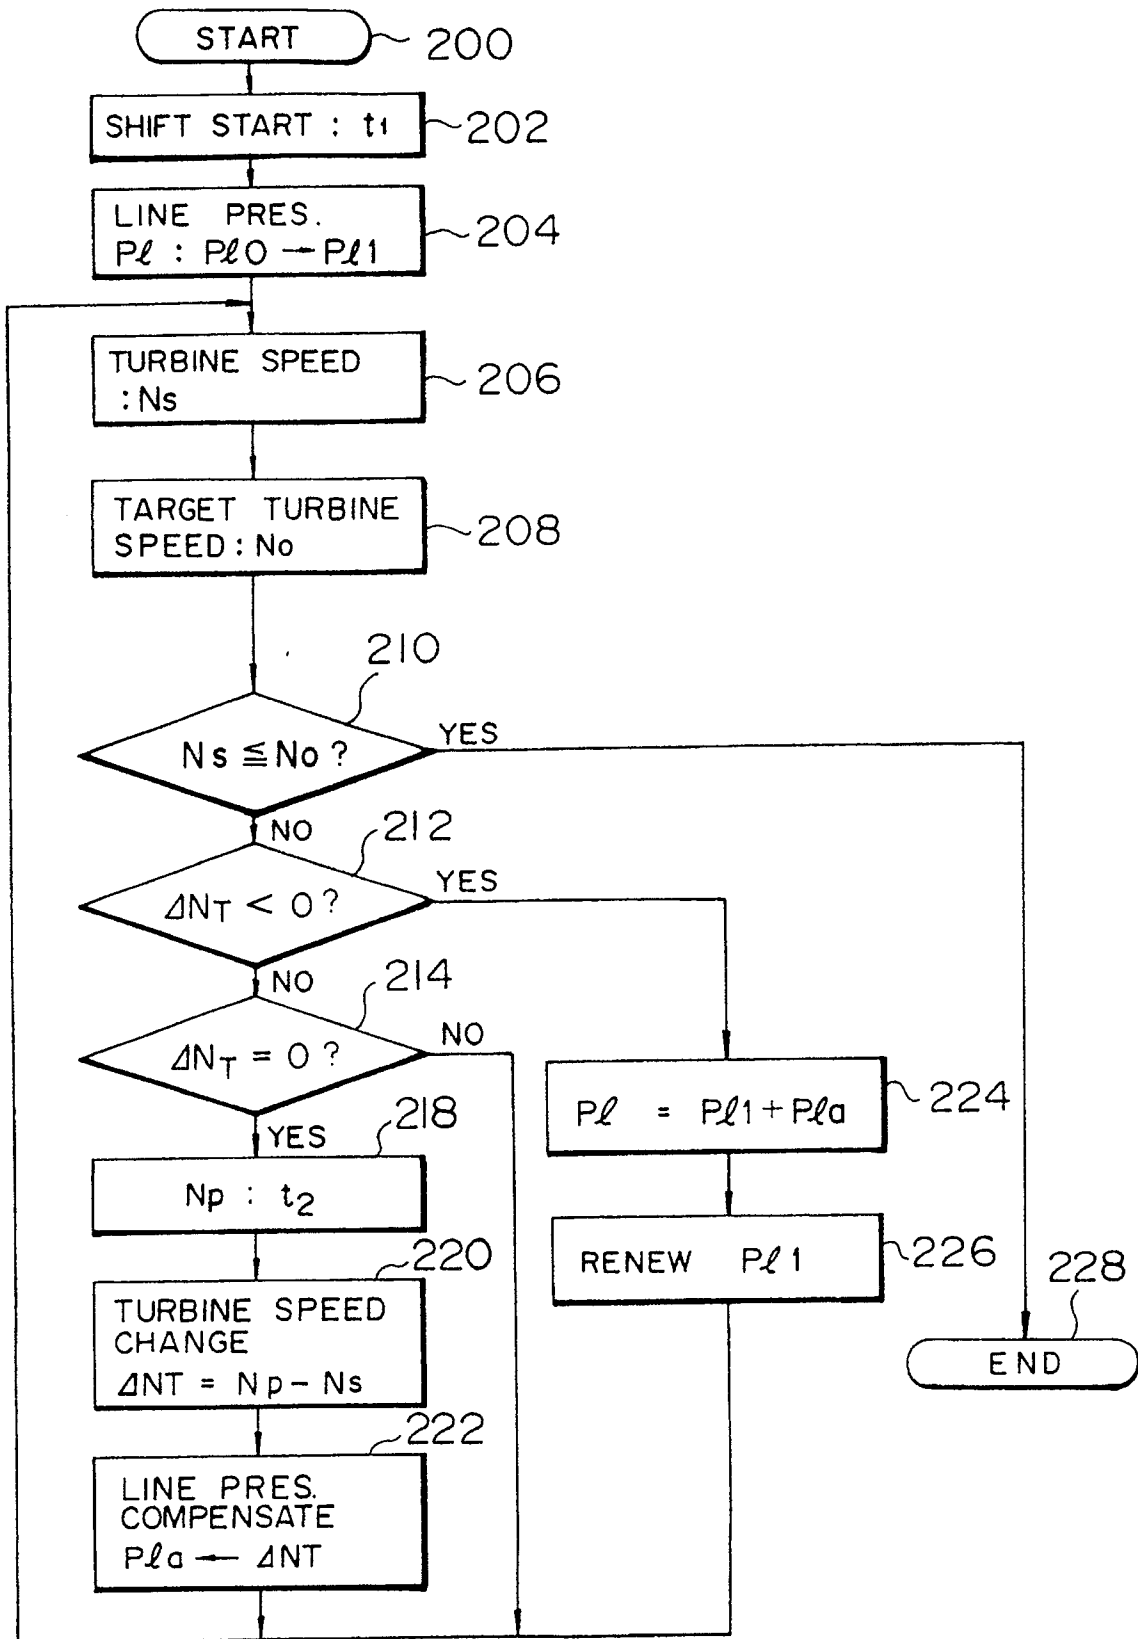 START
200
SHIFT START : t1
202
LINE PRES.
Pℓ : Pℓ0 → Pℓ1
204
TURBINE SPEED
: Ns
206
TARGET TURBINE
SPEED : No
208
210
Ns ≦ No ?
YES
NO
212
ΔNT < 0 ?
YES
NO
214
ΔNT = 0 ?
NO
YES
218
Np : t2
Pℓ = Pℓ1 + Pℓa
224
220
TURBINE SPEED
CHANGE
ΔNT = Np - Ns
RENEW Pℓ1
226
228
END
222
LINE PRES.
COMPENSATE
Pℓa ← ΔNT